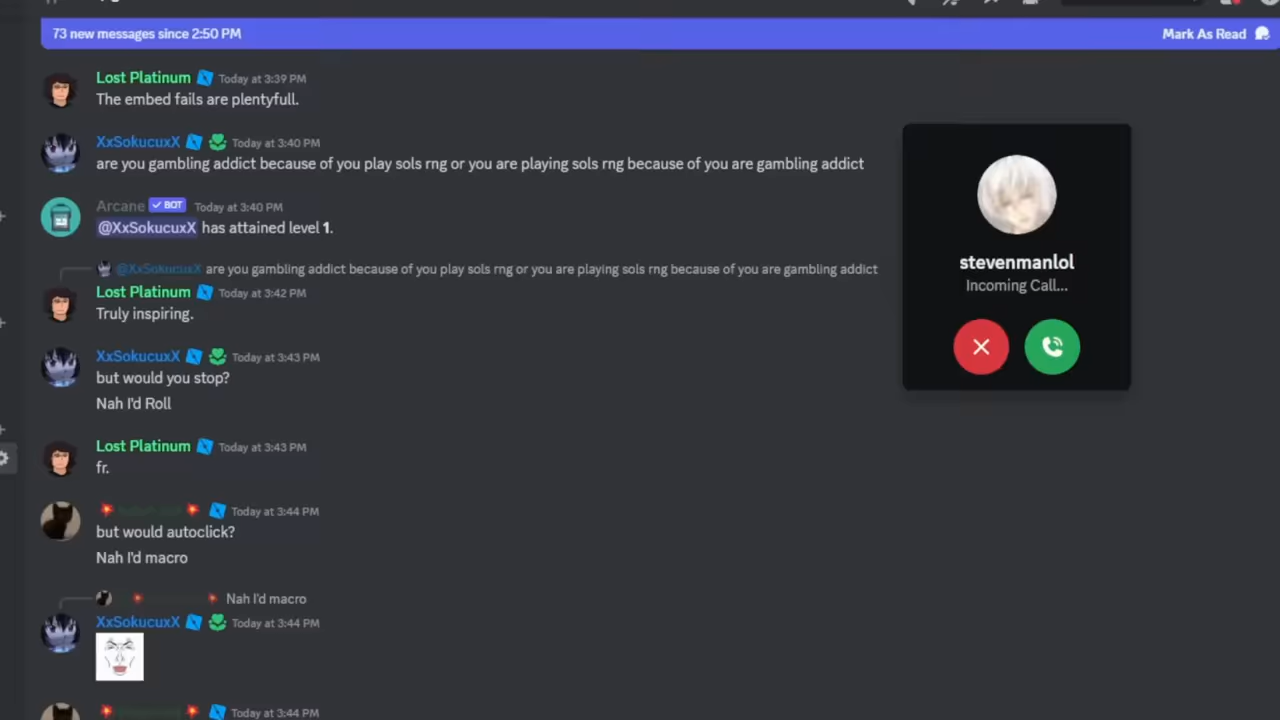 73 new messages since 2:50 PM
Mark As Read
Lost Platinum Today at 3:39 PM
The embed fails are plentyfull.
XxSokucuxX Today at 3:40 PM
are you gambling addict because of you play sols rng or you are playing sols rng because of you are gambling addict
Arcane BOT Today at 3:40 PM
@XxSokucuxX has attained level 1.
@XxSokucuxX are you gambling addict because of you play sols rng or you are playing sols rng because of you are gambling addict
Lost Platinum Today at 3:42 PM
Truly inspiring.
XxSokucuxX Today at 3:43 PM
but would you stop?
Nah I'd Roll
Lost Platinum Today at 3:43 PM
fr.
Today at 3:44 PM
but would autoclick?
Nah I'd macro
Nah I'd macro
XxSokucuxX Today at 3:44 PM
Today at 3:44 PM
stevenmanlol
Incoming Call...